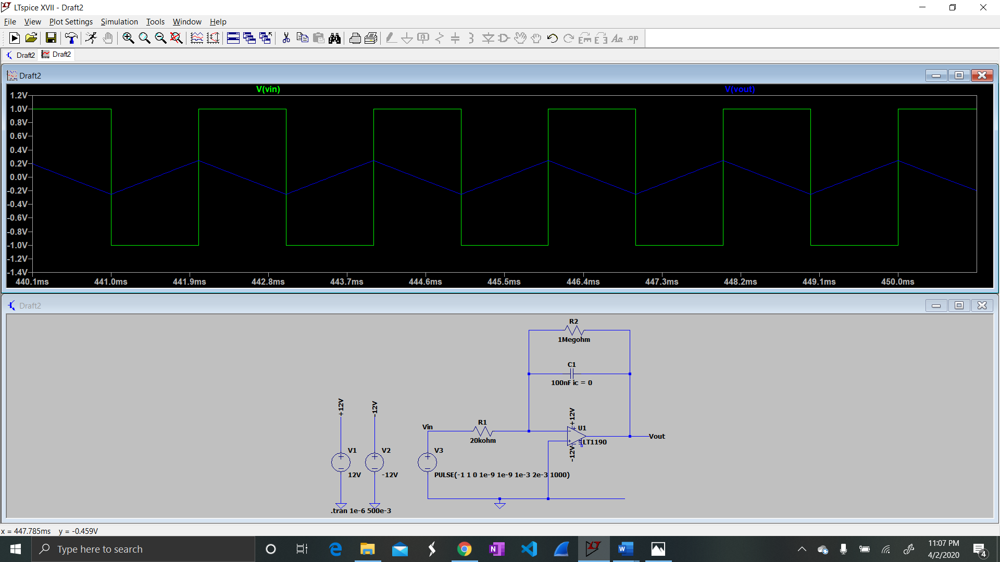 LTspice XVII - Draft2
File View Plot Settings Simulation Tools Window Help
Draft2 Draft2
Draft2
V(vin) V(vout)
1.2V
1.0V
0.8V
0.6V
0.4V
0.2V
0.0V
-0.2V
-0.4V
-0.6V
-0.8V
-1.0V
-1.2V
-1.4V
440.1ms 441.0ms 441.9ms 442.8ms 443.7ms 444.6ms 445.5ms 446.4ms 447.3ms 448.2ms 449.1ms 450.0ms
Draft2
R2
1Megohm
C1
100nF ic = 0
+12V
-12V
+12V
Vin
R1
U1
20kohm
Vout
LT1190
-12V
V1
V2
V3
12V
-12V
PULSE(-1 1 0 1e-9 1e-9 1e-3 2e-3 1000)
.tran 1e-6 500e-3
x = 447.785ms y = -0.459V
Type here to search
11:07 PM
4/2/2020
4